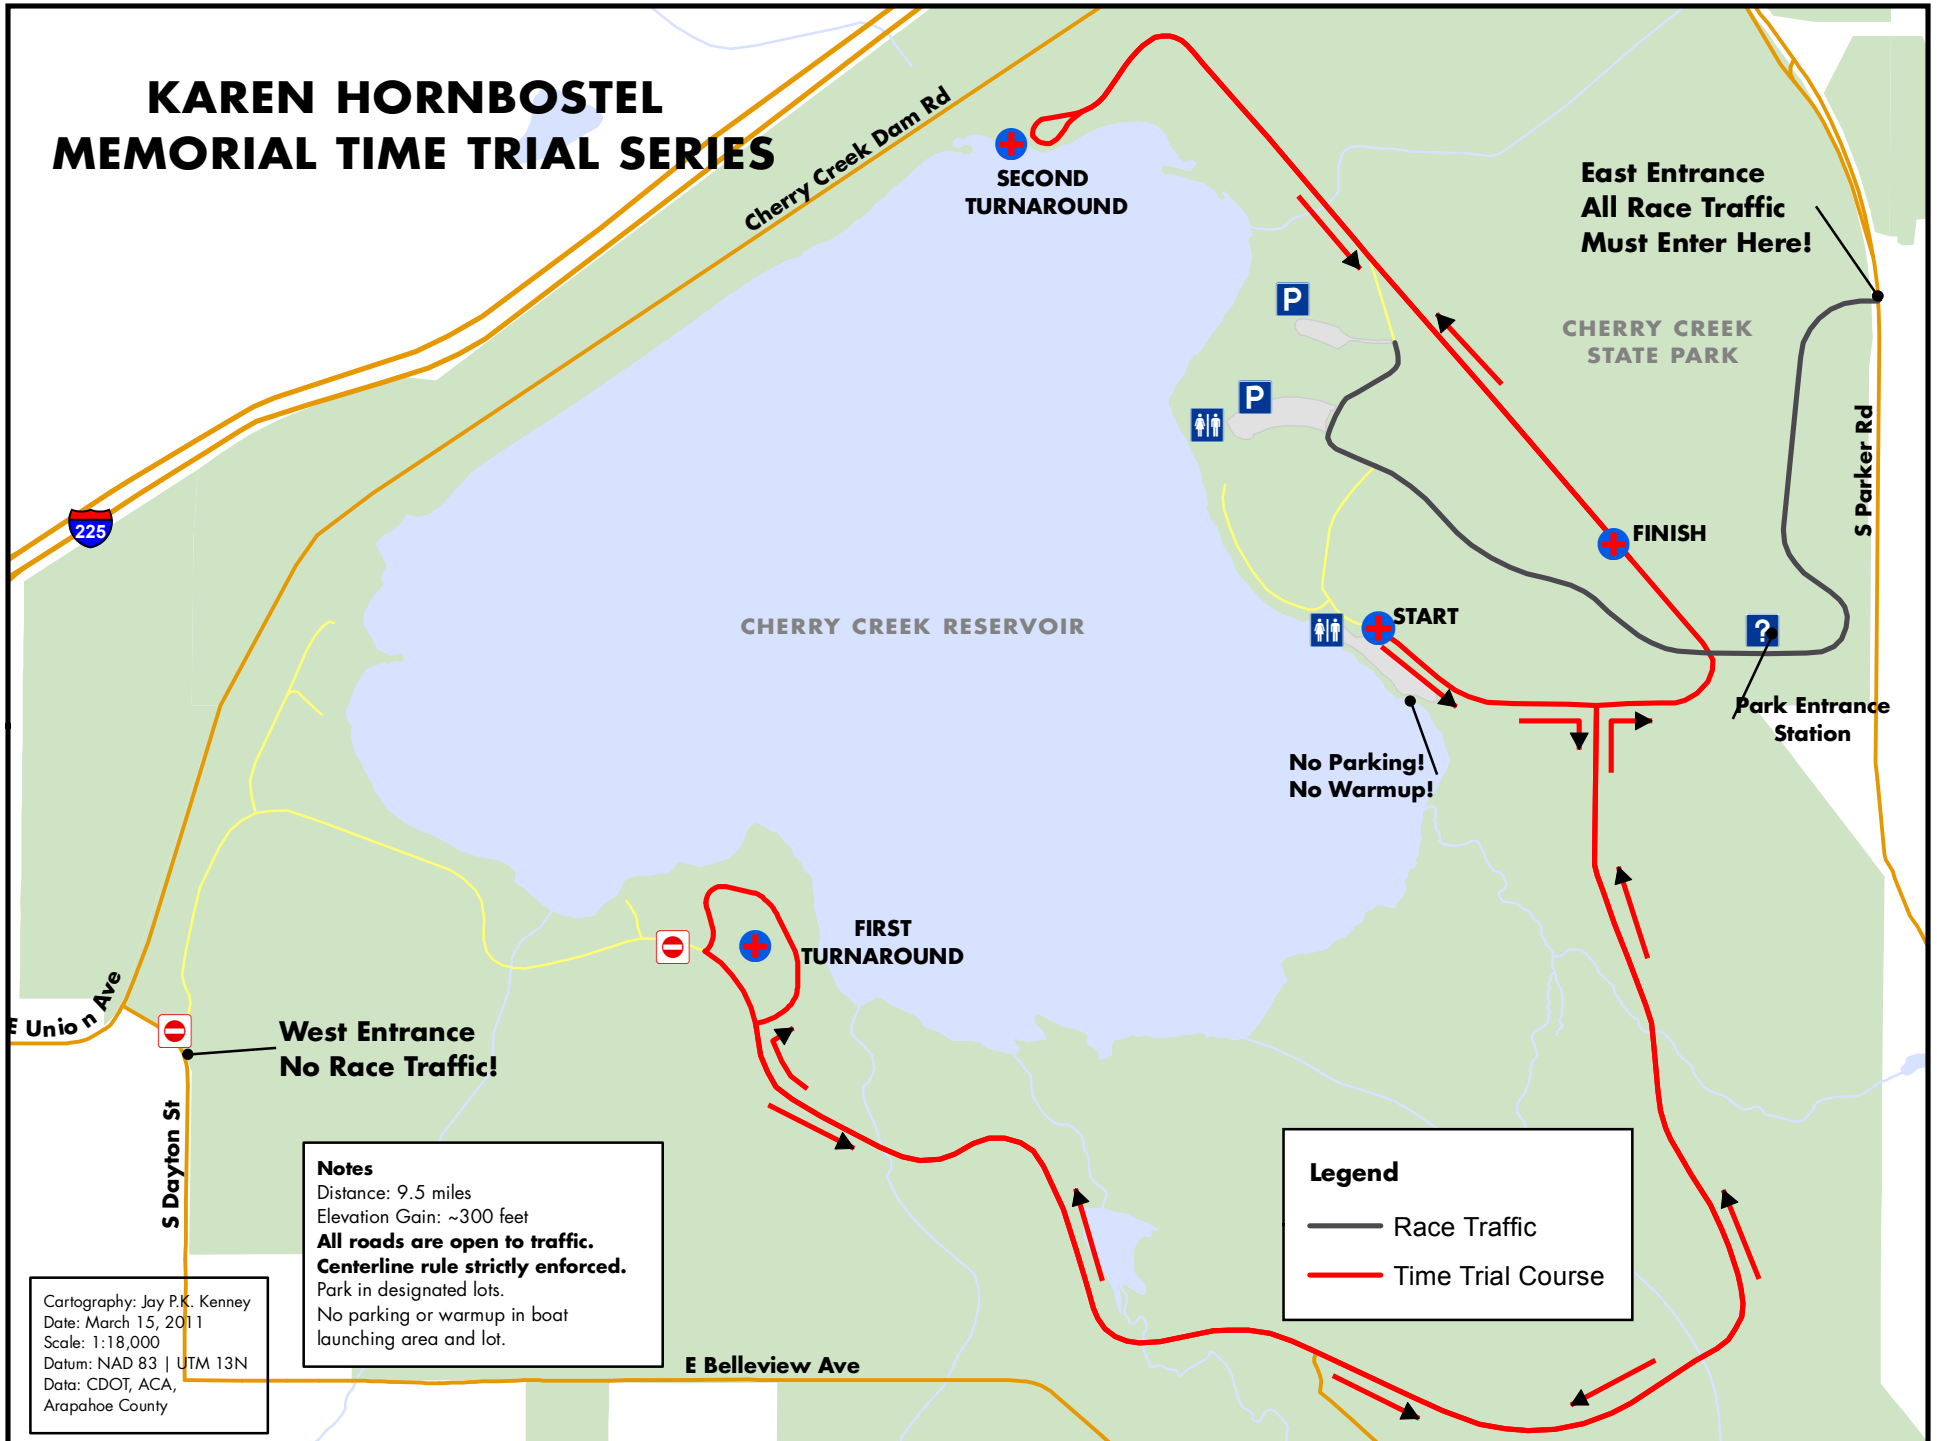 KAREN HORNBOSTEL
MEMORIAL TIME TRIAL SERIES
Cherry Creek Dam Rd
SECOND
TURNAROUND
East Entrance
All Race Traffic
Must Enter Here!
P
CHERRY CREEK
STATE PARK
P
S Parker Rd
225
FINISH
START
CHERRY CREEK RESERVOIR
?
Park Entrance
Station
No Parking!
No Warmup!
FIRST
TURNAROUND
E Union Ave
West Entrance
No Race Traffic!
S Dayton St
Notes
Distance: 9.5 miles
Elevation Gain: ~300 feet
All roads are open to traffic.
Centerline rule strictly enforced.
Park in designated lots.
No parking or warmup in boat
launching area and lot.
Legend
Race Traffic
Time Trial Course
Cartography: Jay P.K. Kenney
Date: March 15, 2011
Scale: 1:18,000
Datum: NAD 83 | UTM 13N
Data: CDOT, ACA,
Arapahoe County
E Belleview Ave